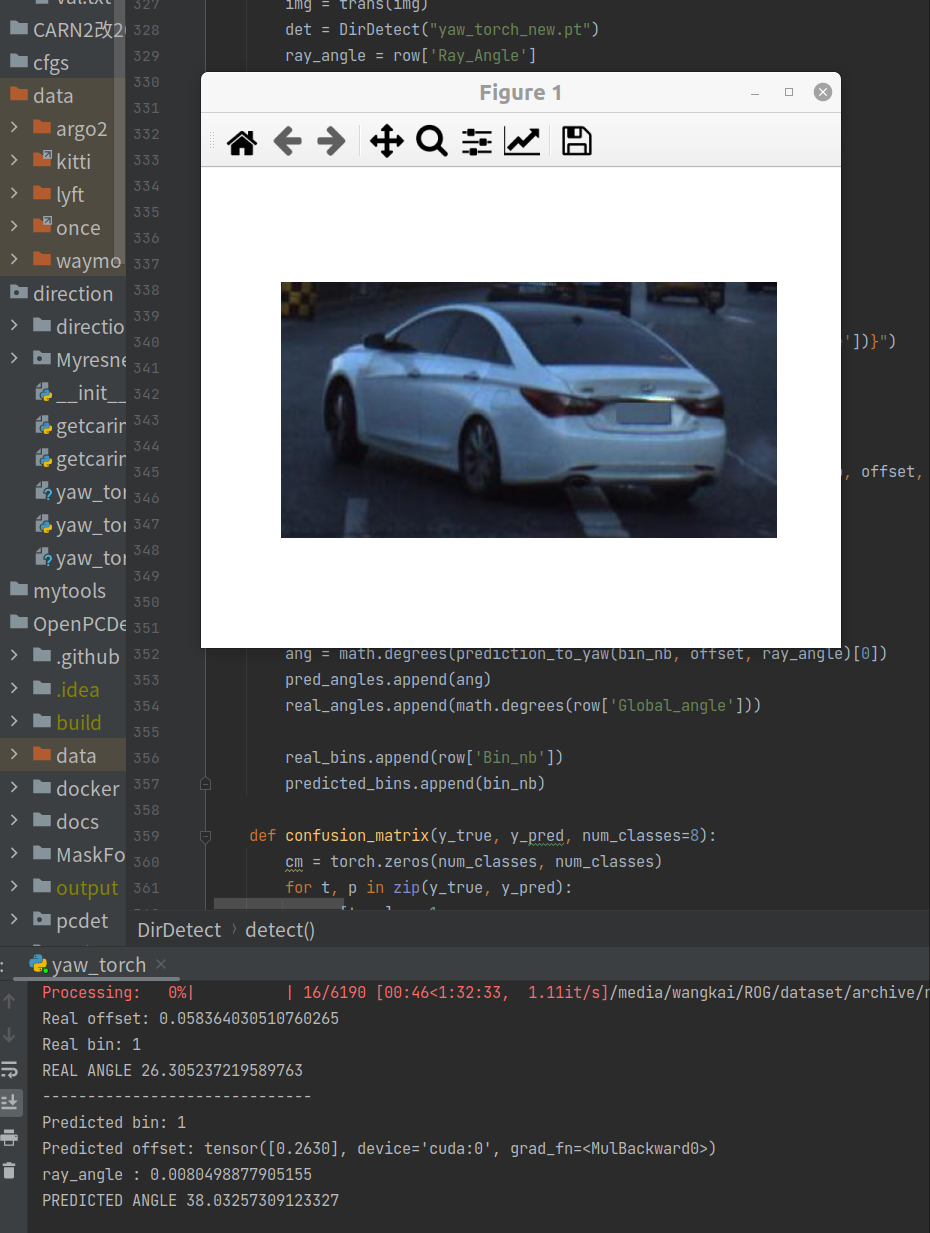 val.txt
CARN2改2
cfgs
data
argo2
kitti
lyft
once
waymo
direction
directio
Myresne
__init__
getcarin
getcarin
yaw_tor
yaw_tor
yaw_tor
mytools
OpenPCDe
.github
.idea
build
data
docker
docs
MaskFo
output
pcdet
327 img = trans(img)
328 det = DirDetect("yaw_torch_new.pt")
329 ray_angle = row['Ray_Angle']
330
331
332
333
334
335
336
337
338
339
340 '])}")
341
342
343
344
345 , offset,
346
347
348
349
350
351
352 ang = math.degrees(prediction_to_yaw(bin_nb, offset, ray_angle)[0])
353 pred_angles.append(ang)
354 real_angles.append(math.degrees(row['Global_angle']))
355
356 real_bins.append(row['Bin_nb'])
357 predicted_bins.append(bin_nb)
358
359 def confusion_matrix(y_true, y_pred, num_classes=8):
360 cm = torch.zeros(num_classes, num_classes)
361 for t, p in zip(y_true, y_pred):
Figure 1
DirDetect › detect()
: yaw_torch ×
Processing: 0%| | 16/6190 [00:46<1:32:33, 1.11it/s]/media/wangkai/ROG/dataset/archive/r
Real offset: 0.058364030510760265
Real bin: 1
REAL ANGLE 26.305237219589763
------------------------------
Predicted bin: 1
Predicted offset: tensor([0.2630], device='cuda:0', grad_fn=<MulBackward0>)
ray_angle : 0.0080498877905155
PREDICTED ANGLE 38.03257309123327